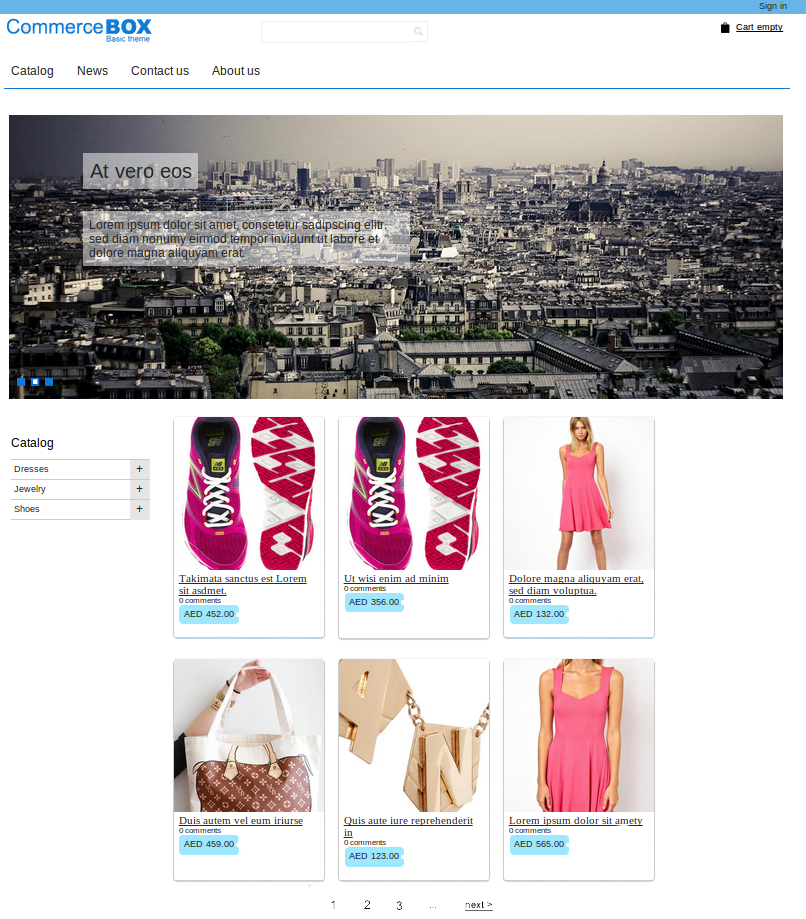 Sign in
CommerceBOX
Basic theme
Cart empty
Catalog News Contact us About us
At vero eos
Lorem ipsum dolor sit amet, consetetur sadipscing elitr,
sed diam nonumy eirmod tempor invidunt ut labore et
dolore magna aliquyam erat.
Catalog
Dresses +
Jewelry +
Shoes +
Takimata sanctus est Lorem
sit asdmet.
0 comments
AED 452.00
Ut wisi enim ad minim
0 comments
AED 356.00
Dolore magna aliquyam erat,
sed diam voluptua.
0 comments
AED 132.00
Duis autem vel eum iriurse
0 comments
AED 459.00
Quis aute iure reprehenderit
in
0 comments
AED 123.00
Lorem ipsum dolor sit amety
0 comments
AED 565.00
1 2 3 ... next >